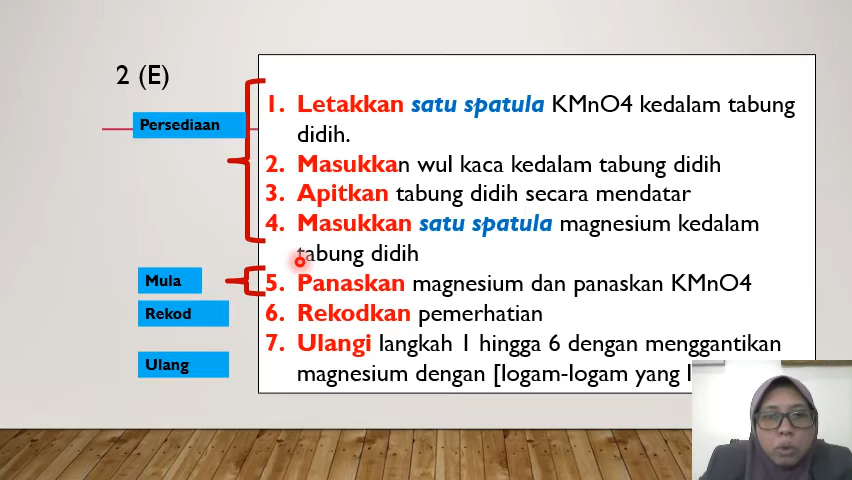 2 (E)
Persediaan
1. Letakkan satu spatula KMnO4 kedalam tabung
didih.
2. Masukkan wul kaca kedalam tabung didih
3. Apitkan tabung didih secara mendatar
4. Masukkan satu spatula magnesium kedalam
tabung didih
Mula
5. Panaskan magnesium dan panaskan KMnO4
Rekod
6. Rekodkan pemerhatian
Ulang
7. Ulangi langkah 1 hingga 6 dengan menggantikan
magnesium dengan [logam-logam yang